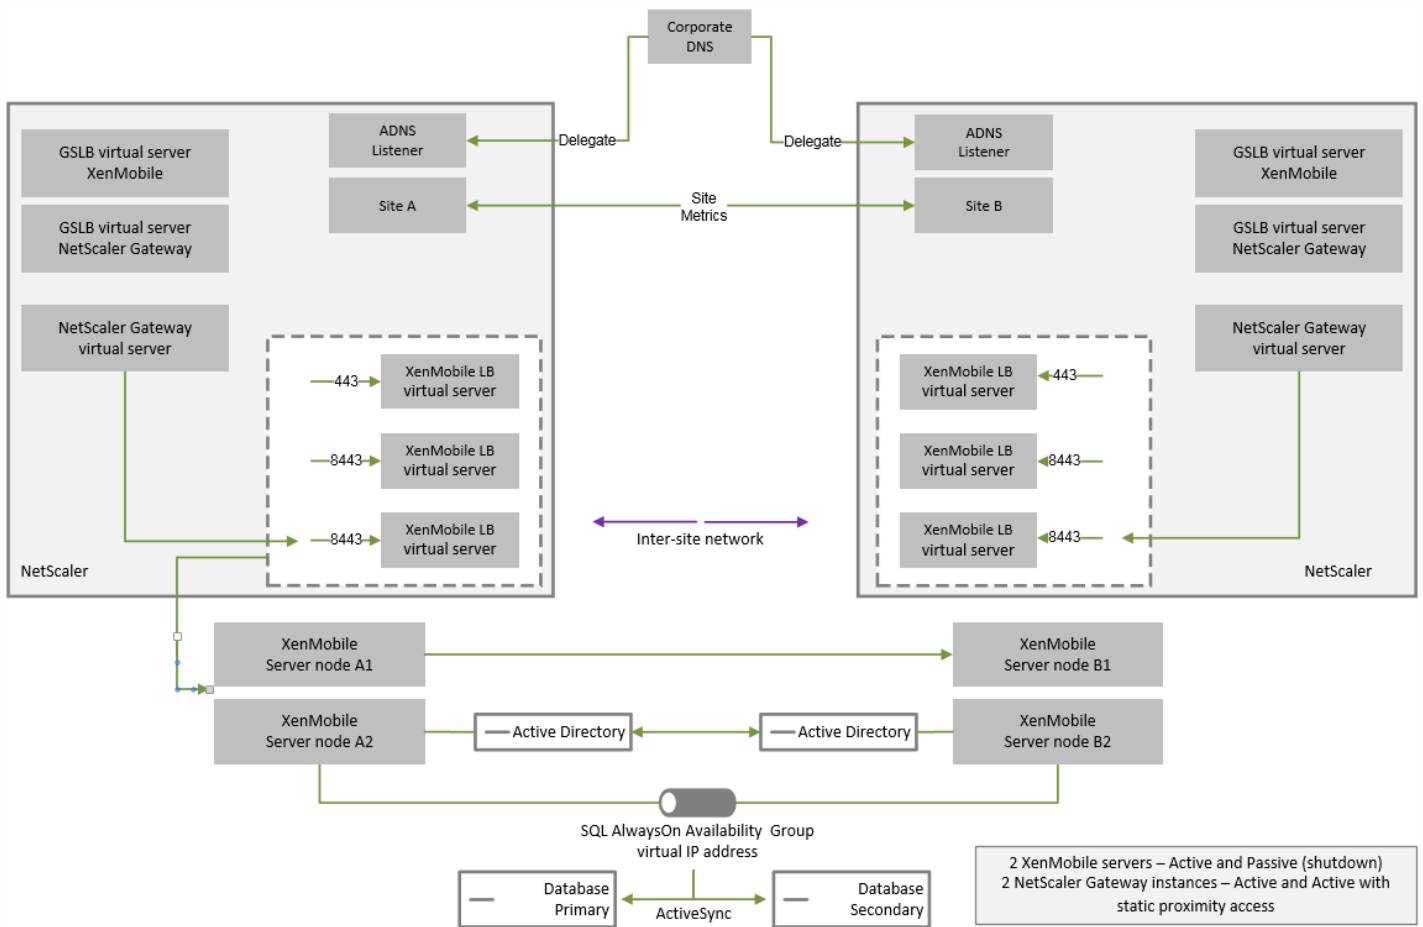 Corporate
DNS
Delegate
Delegate
ADNS
Listener
ADNS
Listener
GSLB virtual server
XenMobile
GSLB virtual server
XenMobile
Site A
Site
Metrics
Site B
GSLB virtual server
NetScaler Gateway
GSLB virtual server
NetScaler Gateway
NetScaler Gateway
virtual server
NetScaler Gateway
virtual server
443
XenMobile LB
virtual server
XenMobile LB
virtual server
443
8443
XenMobile LB
virtual server
XenMobile LB
virtual server
8443
8443
XenMobile LB
virtual server
XenMobile LB
virtual server
8443
Inter-site network
NetScaler
NetScaler
XenMobile
Server node A1
XenMobile
Server node B1
XenMobile
Server node A2
Active Directory
Active Directory
XenMobile
Server node B2
SQL AlwaysOn Availability Group
virtual IP address
Database
Primary
ActiveSync
Database
Secondary
2 XenMobile servers – Active and Passive (shutdown)
2 NetScaler Gateway instances – Active and Active with
static proximity access